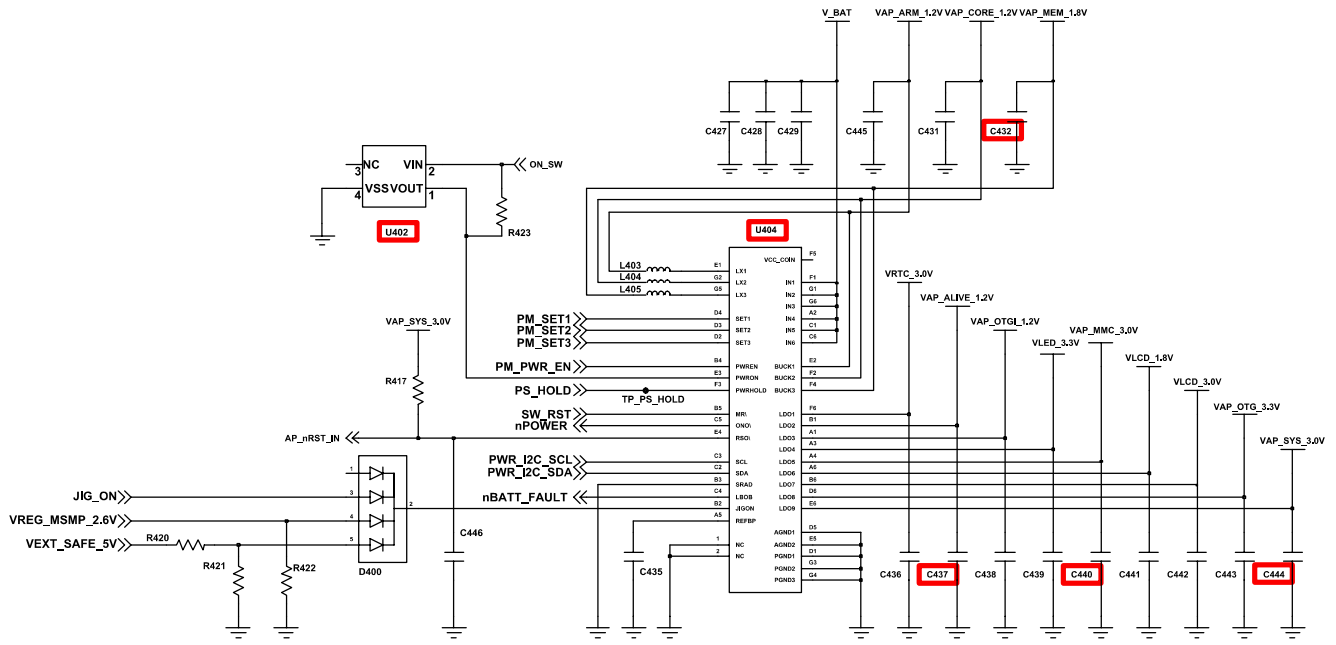 V_BAT VAP_ARM_1.2V VAP_CORE_1.2V VAP_MEM_1.8V
C427 C428 C429 C445 C431 C432
NC VIN
3 2
VSS VOUT
4 1
ON_SW
U402
R423
U404
VCC_COIN F5
L403 E1 LX1
L404 G2 LX2
L405 G5 LX3
IN1 F1
IN2 G1
IN3 G6
IN4 A2
IN5 C1
IN6 C6
PM_SET1 D4 SET1
PM_SET2 D3 SET2
PM_SET3 D2 SET3
VAP_SYS_3.0V
R417
PM_PWR_EN B4 PWREN
E3 PWRON
PS_HOLD F3 PWRHOLD
TP_PS_HOLD
BUCK1 E2
BUCK2 F2
BUCK3 F4
SW_RST B5 MR\
nPOWER C5 ONO\
AP_nRST_IN E4 RSO\
LDO1 F6
LDO2 B1
LDO3 A1
LDO4 A3
LDO5 A4
LDO6 A6
LDO7 B6
LDO8 D6
LDO9 E6
PWR_I2C_SCL C3 SCL
PWR_I2C_SDA C2 SDA
B3 SRAD
nBATT_FAULT C4 LBOB
B2 JIGON
A5 REFBP
1 NC
2 NC
AGND1 D5
AGND2 E5
PGND1 D1
PGND2 G3
PGND3 G4
VRTC_3.0V
VAP_ALIVE_1.2V
VAP_OTGI_1.2V
VLED_3.3V
VAP_MMC_3.0V
VLCD_1.8V
VLCD_3.0V
VAP_OTG_3.3V
VAP_SYS_3.0V
1
JIG_ON 3 2
VREG_MSMP_2.6V 4
VEXT_SAFE_5V R420 5
R421 R422 D400
C446 C435
C436 C437 C438 C439 C440 C441 C442 C443 C444